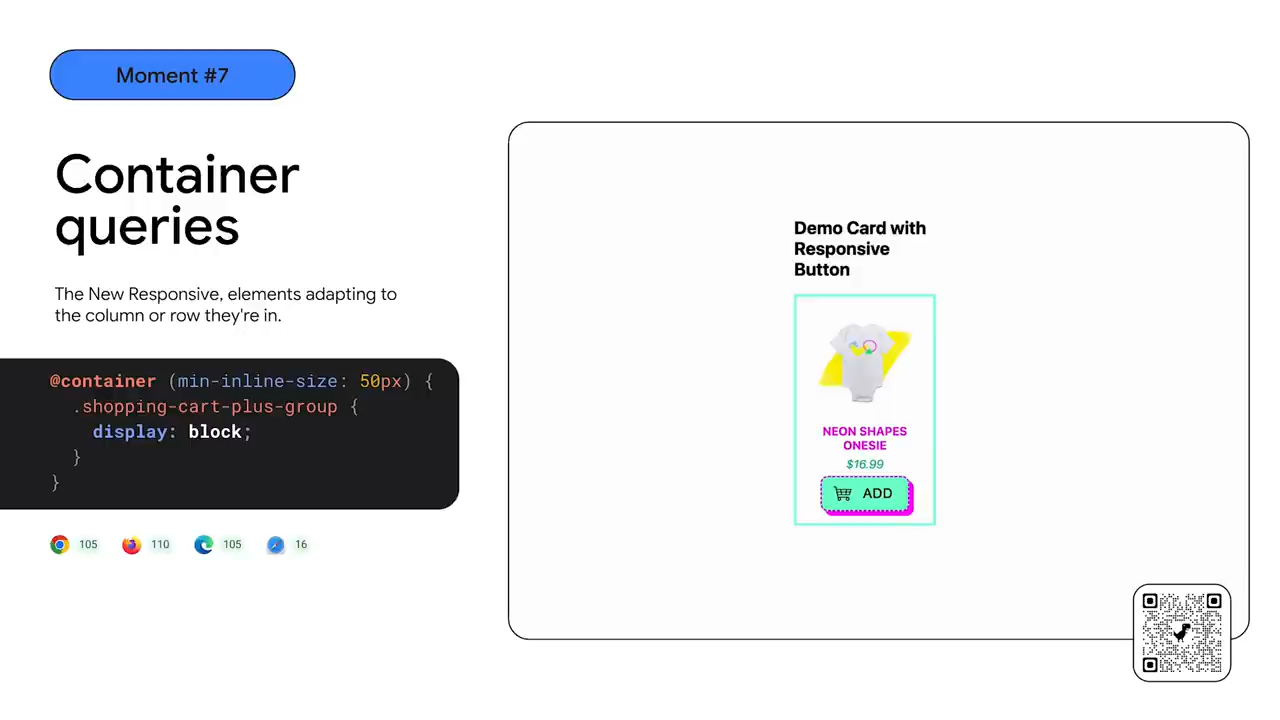 Moment #7
Container
queries
The New Responsive, elements adapting to
the column or row they're in.
@container (min-inline-size: 50px) {
.shopping-cart-plus-group {
display: block;
}
}
105 110 105 16
Demo Card with
Responsive
Button
NEON SHAPES
ONESIE
$16.99
ADD